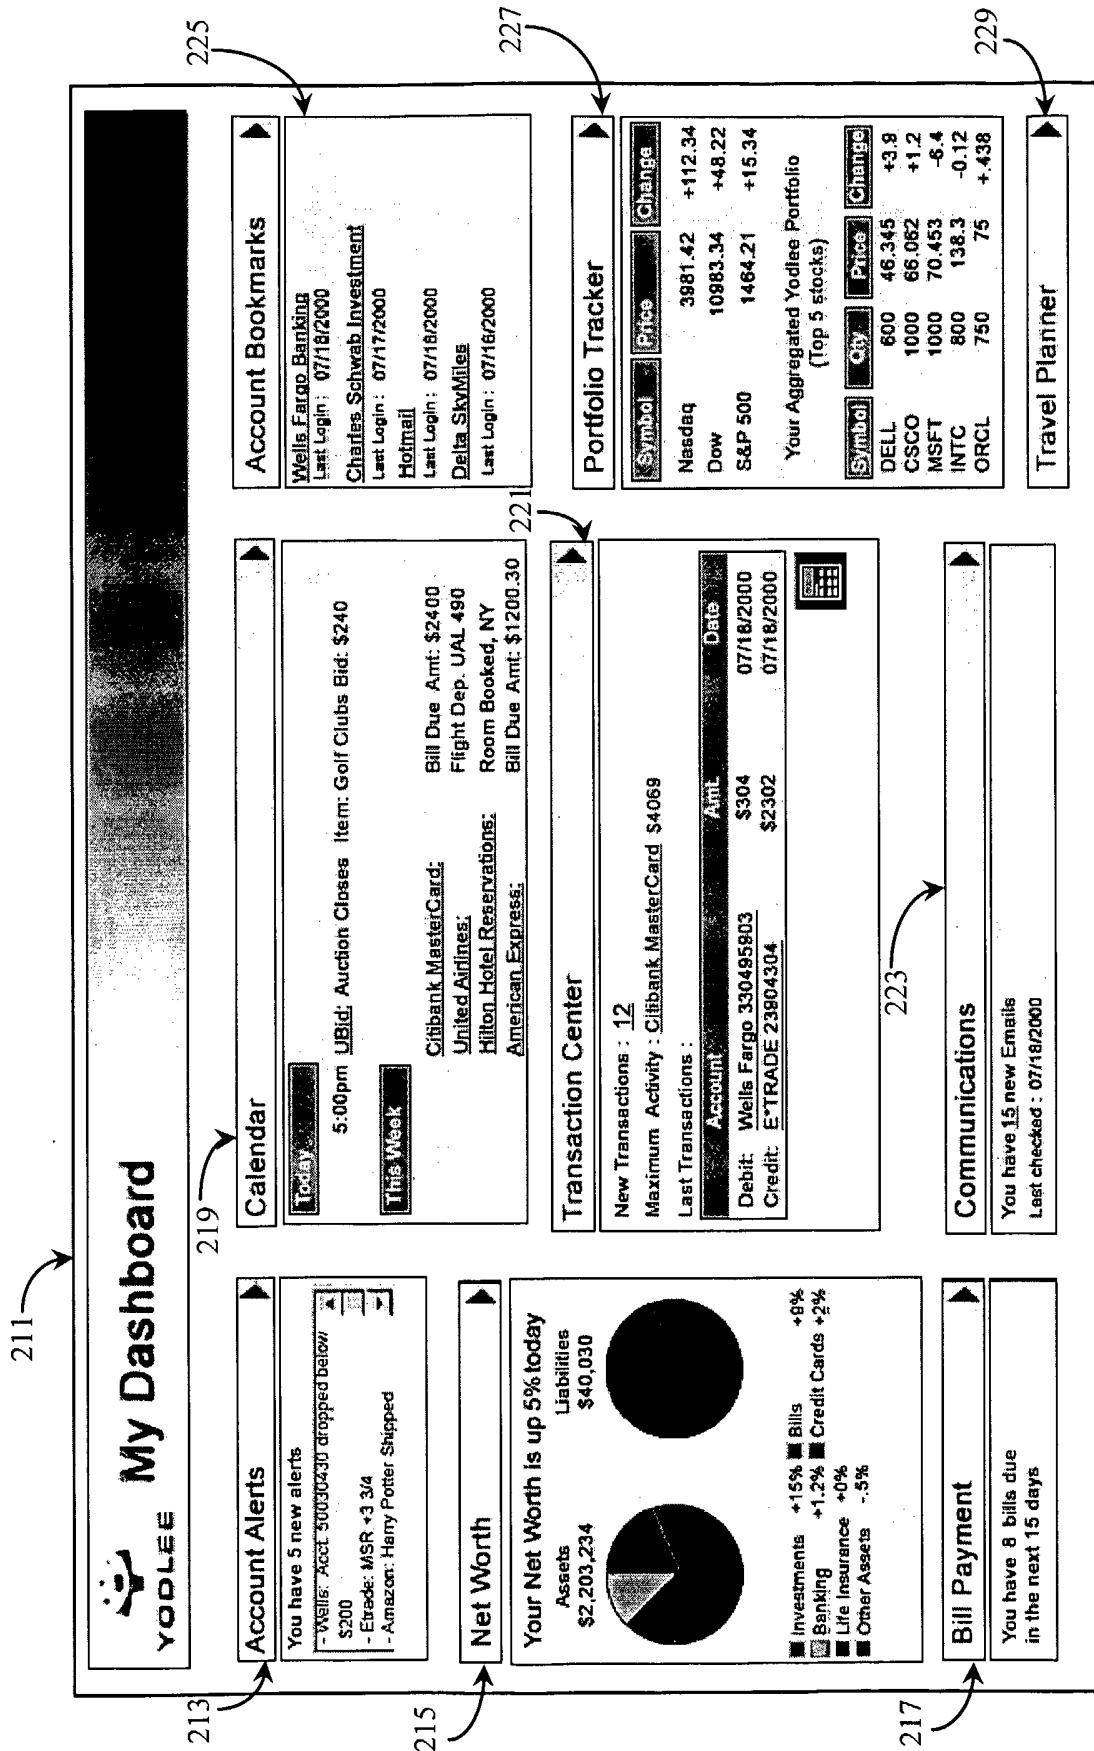 211
YODLEE My Dashboard
213
Account Alerts
You have 5 new alerts
- Wells: Acct. 50030430 dropped below
$200
- Etrade: MSR +3 3/4
- Amazon: Harry Potter Shipped
215
Net Worth
Your Net Worth is up 5% today
Assets Liabilities
$2,203,234 $40,030
Investments +15% Bills +8%
Banking +1.2% Credit Cards +2%
Life Insurance +0%
Other Assets -.5%
217
Bill Payment
You have 8 bills due
in the next 15 days
219
Calendar
Today
5:00pm UBid: Auction Closes Item: Golf Clubs Bid: $240
This Week
Citibank MasterCard: Bill Due Amt: $2400
United Airlines: Flight Dep. UAL 490
Hilton Hotel Reservations: Room Booked, NY
American Express: Bill Due Amt: $1200.30
221
Transaction Center
New Transactions : 12
Maximum Activity : Citibank MasterCard $4069
Last Transactions :
Account Amt. Date
Debit: Wells Fargo 330495903 $304 07/18/2000
Credit: E*TRADE 23904304 $2302 07/18/2000
223
Communications
You have 15 new Emails
Last checked : 07/18/2000
225
Account Bookmarks
Wells Fargo Banking
Last Login : 07/18/2000
Charles Schwab Investment
Last Login : 07/17/2000
Hotmail
Last Login : 07/18/2000
Delta SkyMiles
Last Login : 07/16/2000
227
Portfolio Tracker
Symbol Price Change
Nasdaq 3981.42 +112.34
Dow 10983.34 +48.22
S&P 500 1464.21 +15.34
Your Aggregated Yodlee Portfolio
(Top 5 stocks)
Symbol Qty Price Change
DELL 600 46.345 +3.9
CSCO 1000 66.062 +1.2
MSFT 1000 70.453 -6.4
INTC 800 138.3 -0.12
ORCL 750 75 +.438
229
Travel Planner